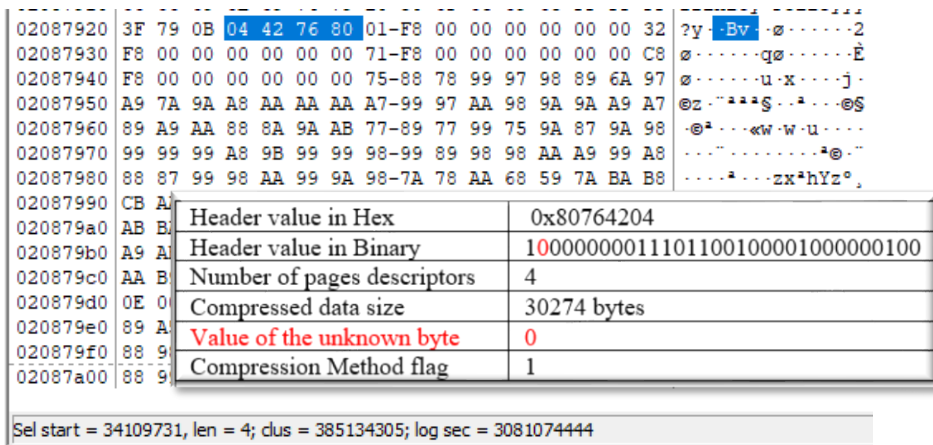 02087920 3F 79 0B 04 42 76 80 01-F8 00 00 00 00 00 00 32 ?y··Bv··ø······2
02087930 F8 00 00 00 00 00 00 71-F8 00 00 00 00 00 00 C8 ø······qø······È
02087940 F8 00 00 00 00 00 00 75-88 78 99 97 98 89 6A 97 ø······u·x····j·
02087950 A9 7A 9A A8 AA AA AA A7-99 97 AA 98 9A 9A A9 A7 ©z·¨ªªª§··ª···©§
02087960 89 A9 AA 88 8A 9A AB 77-89 77 99 75 9A 87 9A 98 ·©ª···«w·w·u····
02087970 99 99 99 A8 9B 99 99 98-99 89 98 98 AA A9 99 A8 ···¨········ª©·¨
02087980 88 87 99 98 AA 99 9A 98-7A 78 AA 68 59 7A BA B8 ····ª···zxªhYzº¸
02087990 CB
020879a0 AB
020879b0 A9
020879c0 AA
020879d0 0E
020879e0 89
020879f0 88
02087a00 88
Header value in Hex 0x80764204
Header value in Binary 10000000011101100100001000000100
Number of pages descriptors 4
Compressed data size 30274 bytes
Value of the unknown byte 0
Compression Method flag 1
Sel start = 34109731, len = 4; clus = 385134305; log sec = 3081074444